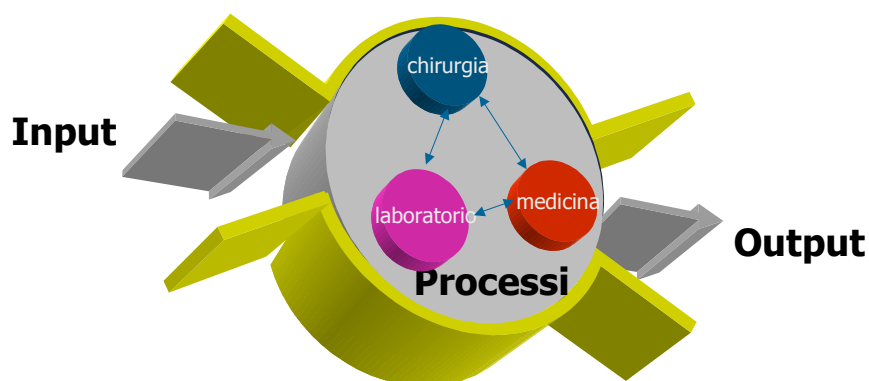 chirurgia
Input
laboratorio
medicina
Output
Processi